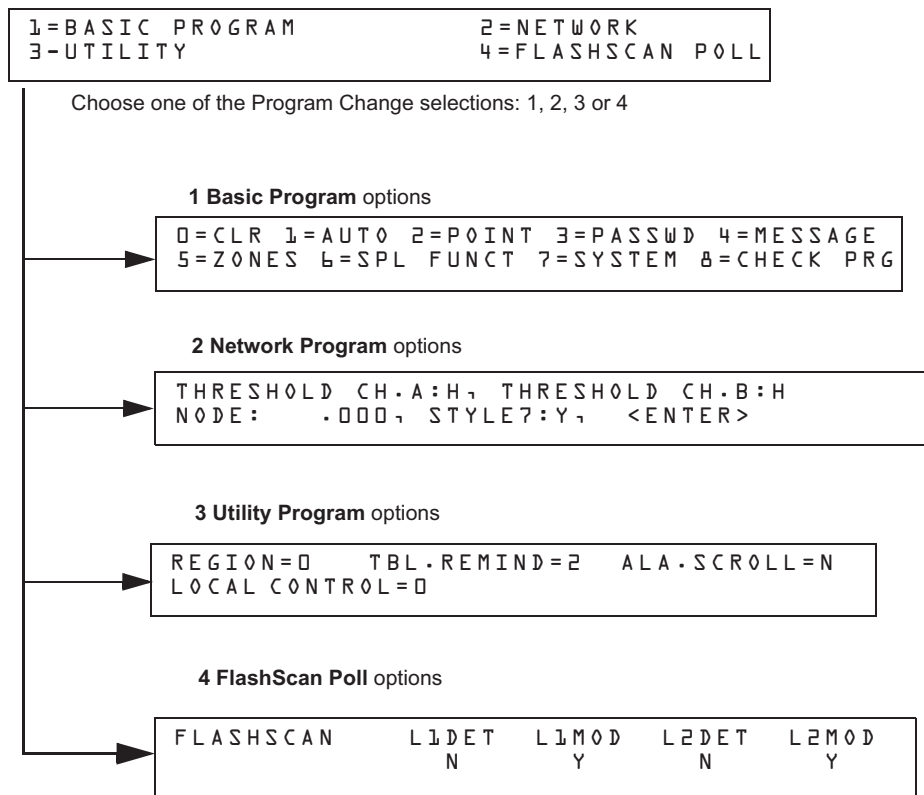 1=BASIC PROGRAM 2=NETWORK
3-UTILITY 4=FLASHSCAN POLL
Choose one of the Program Change selections: 1, 2, 3 or 4
1 Basic Program options
0=CLR 1=AUTO 2=POINT 3=PASSWD 4=MESSAGE
5=ZONES 6=SPL FUNCT 7=SYSTEM 8=CHECK PRG
2 Network Program options
THRESHOLD CH.A:H, THRESHOLD CH.B:H
NODE: .000, STYLE7:Y, <ENTER>
3 Utility Program options
REGION=0 TBL.REMIND=2 ALA.SCROLL=N
LOCAL CONTROL=0
4 FlashScan Poll options
FLASHSCAN L1DET L1MOD L2DET L2MOD
N Y N Y